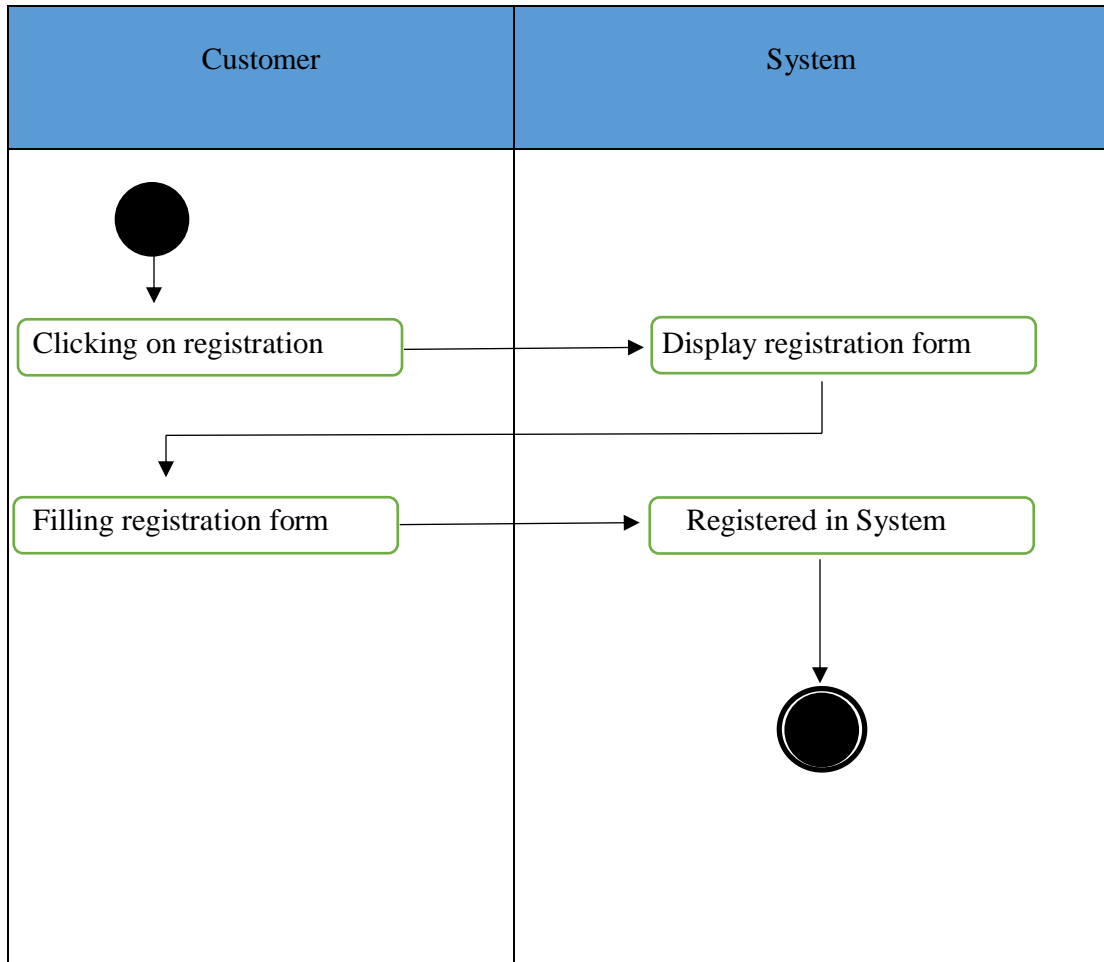 Customer
System
Clicking on registration
Display registration form
Filling registration form
Registered in System